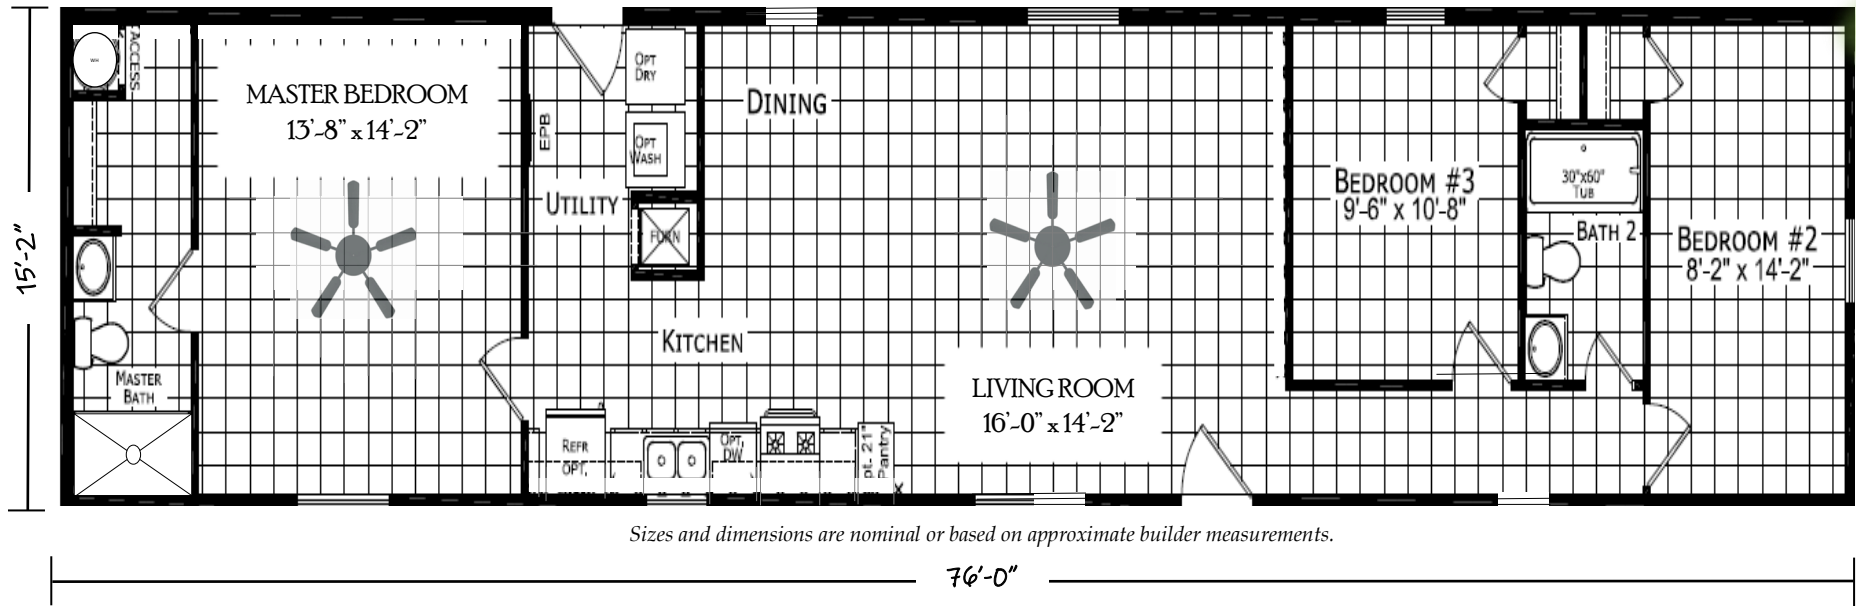 WH
ACCESS
MASTER BEDROOM
13'-8" x 14'-2"
EPB
OPT
DRY
OPT
WASH
UTILITY
FURN
DINING
KITCHEN
BEDROOM #3
9'-6" x 10'-8"
30"x60"
TUB
BATH 2
BEDROOM #2
8'-2" x 14'-2"
15'-2"
MASTER
BATH
REFR
OPT.
OPT.
DW
pt. 21"
Pantry
X
LIVING ROOM
16'-0" x 14'-2"
Sizes and dimensions are nominal or based on approximate builder measurements.
76'-0"